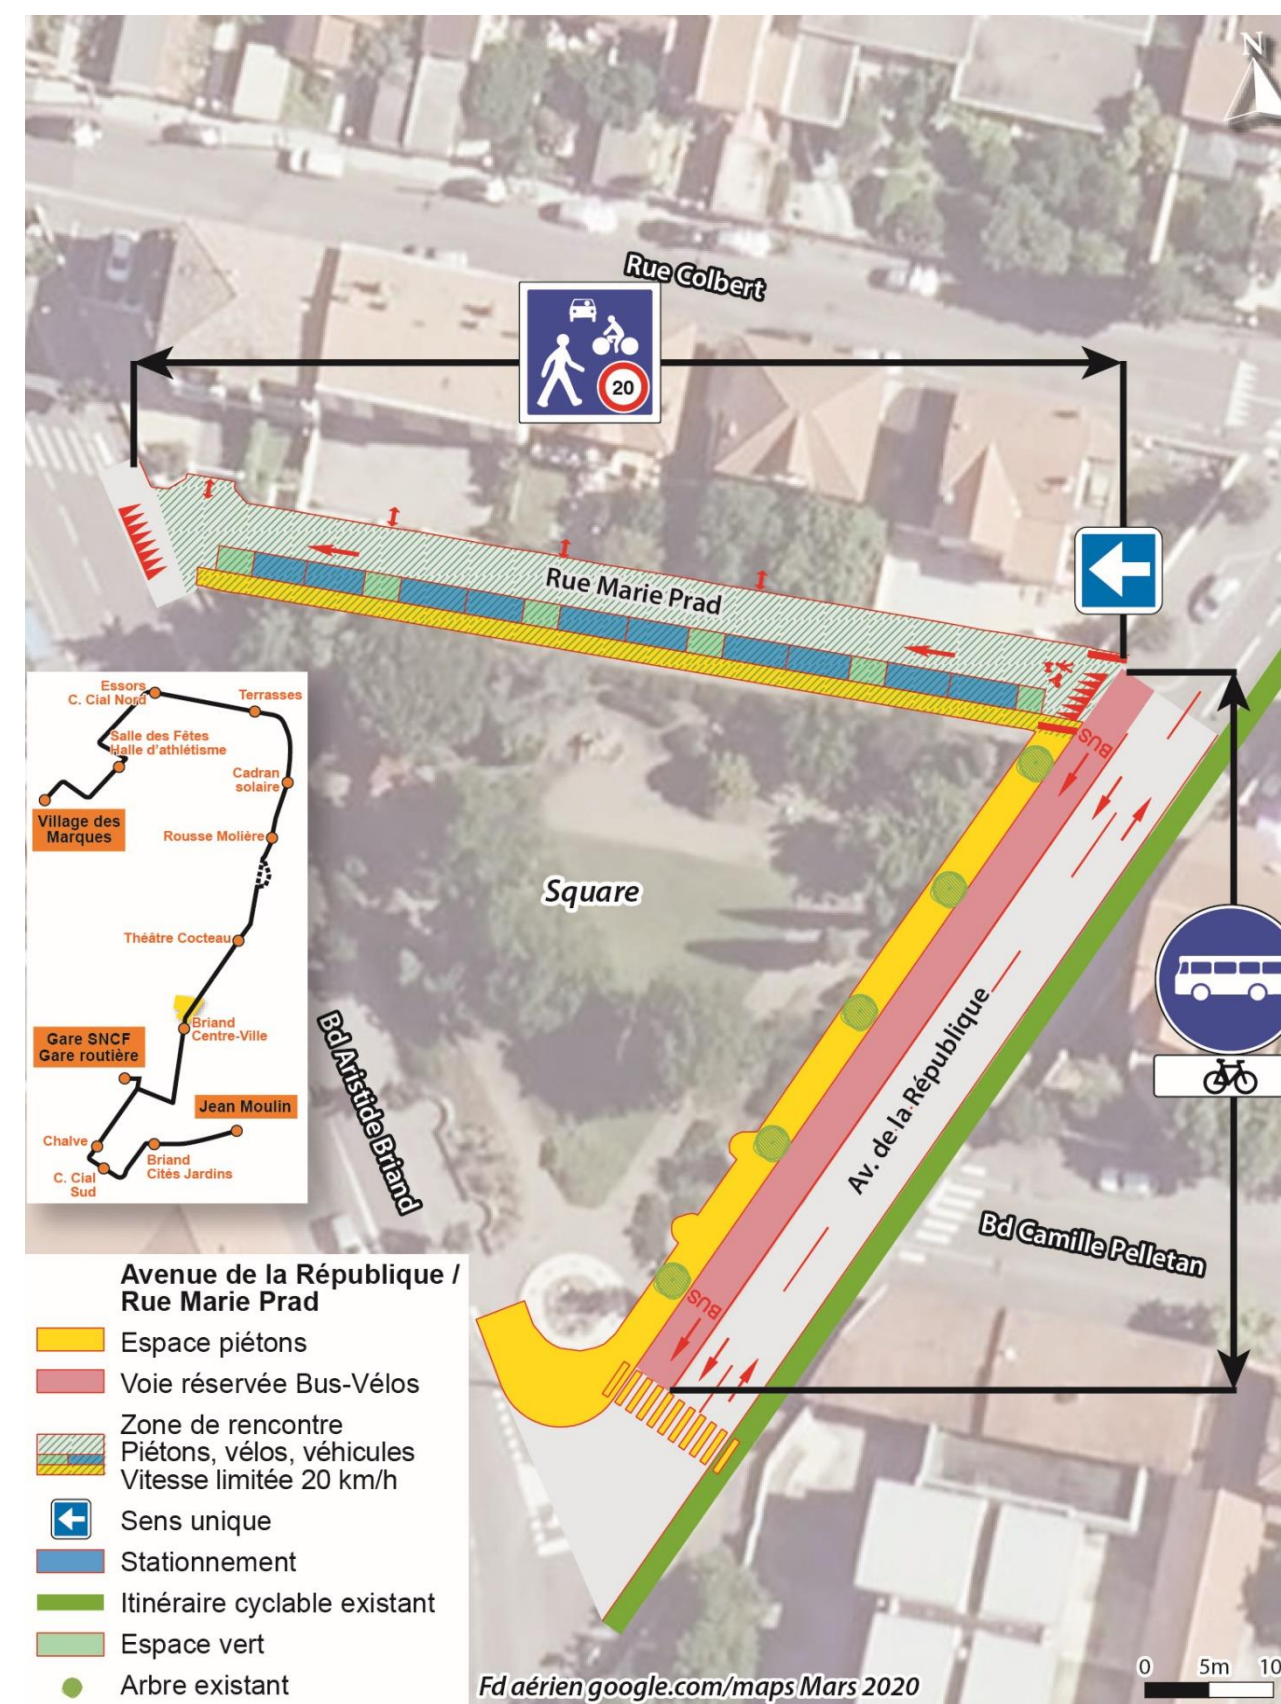 N
Rue Colbert
20
Rue Marie Prad
BUS
Essors
C. Cial Nord
Terrasses
Salle des Fêtes
Halle d'athlétisme
Cadran
solaire
Village des
Marques
Rousse Molière
Théâtre Cocteau
Briand
Centre-Ville
Gare SNCF
Gare routière
Jean Moulin
Chalve
C. Cial
Sud
Briand
Cités Jardins
Square
Bd Aristide Briand
Av. de la République
Bd Camille Pelletan
BUS
Avenue de la République /
Rue Marie Prad
Espace piétons
Voie réservée Bus-Vélos
Zone de rencontre
Piétons, vélos, véhicules
Vitesse limitée 20 km/h
Sens unique
Stationnement
Itinéraire cyclable existant
Espace vert
Arbre existant
Fd aérien google.com/maps Mars 2020
0 5m 10